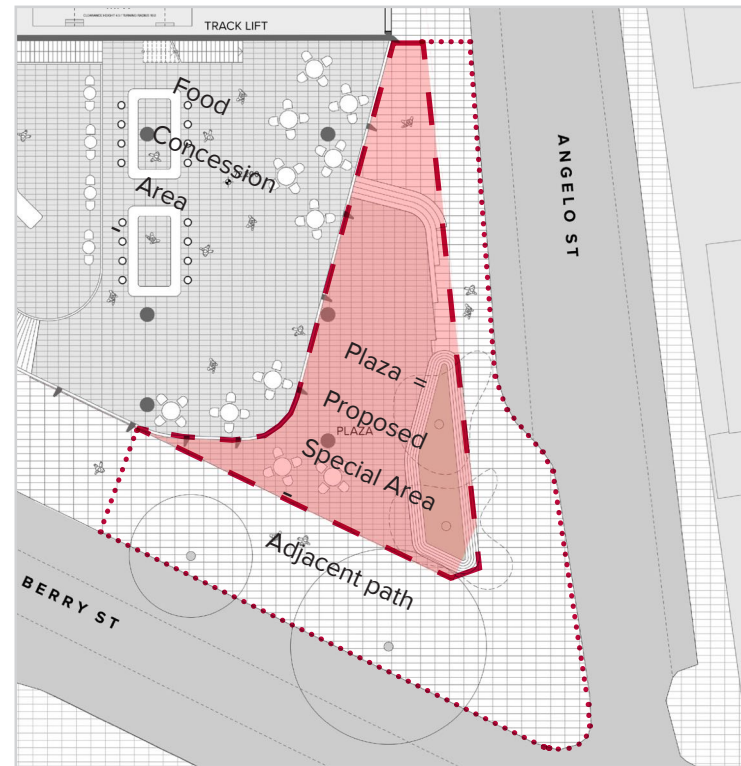 TRACK LIFT
Food
Concession
Area
ANGELO ST
Plaza =
Proposed
PLAZA
Special Area
Adjacent path
BERRY ST